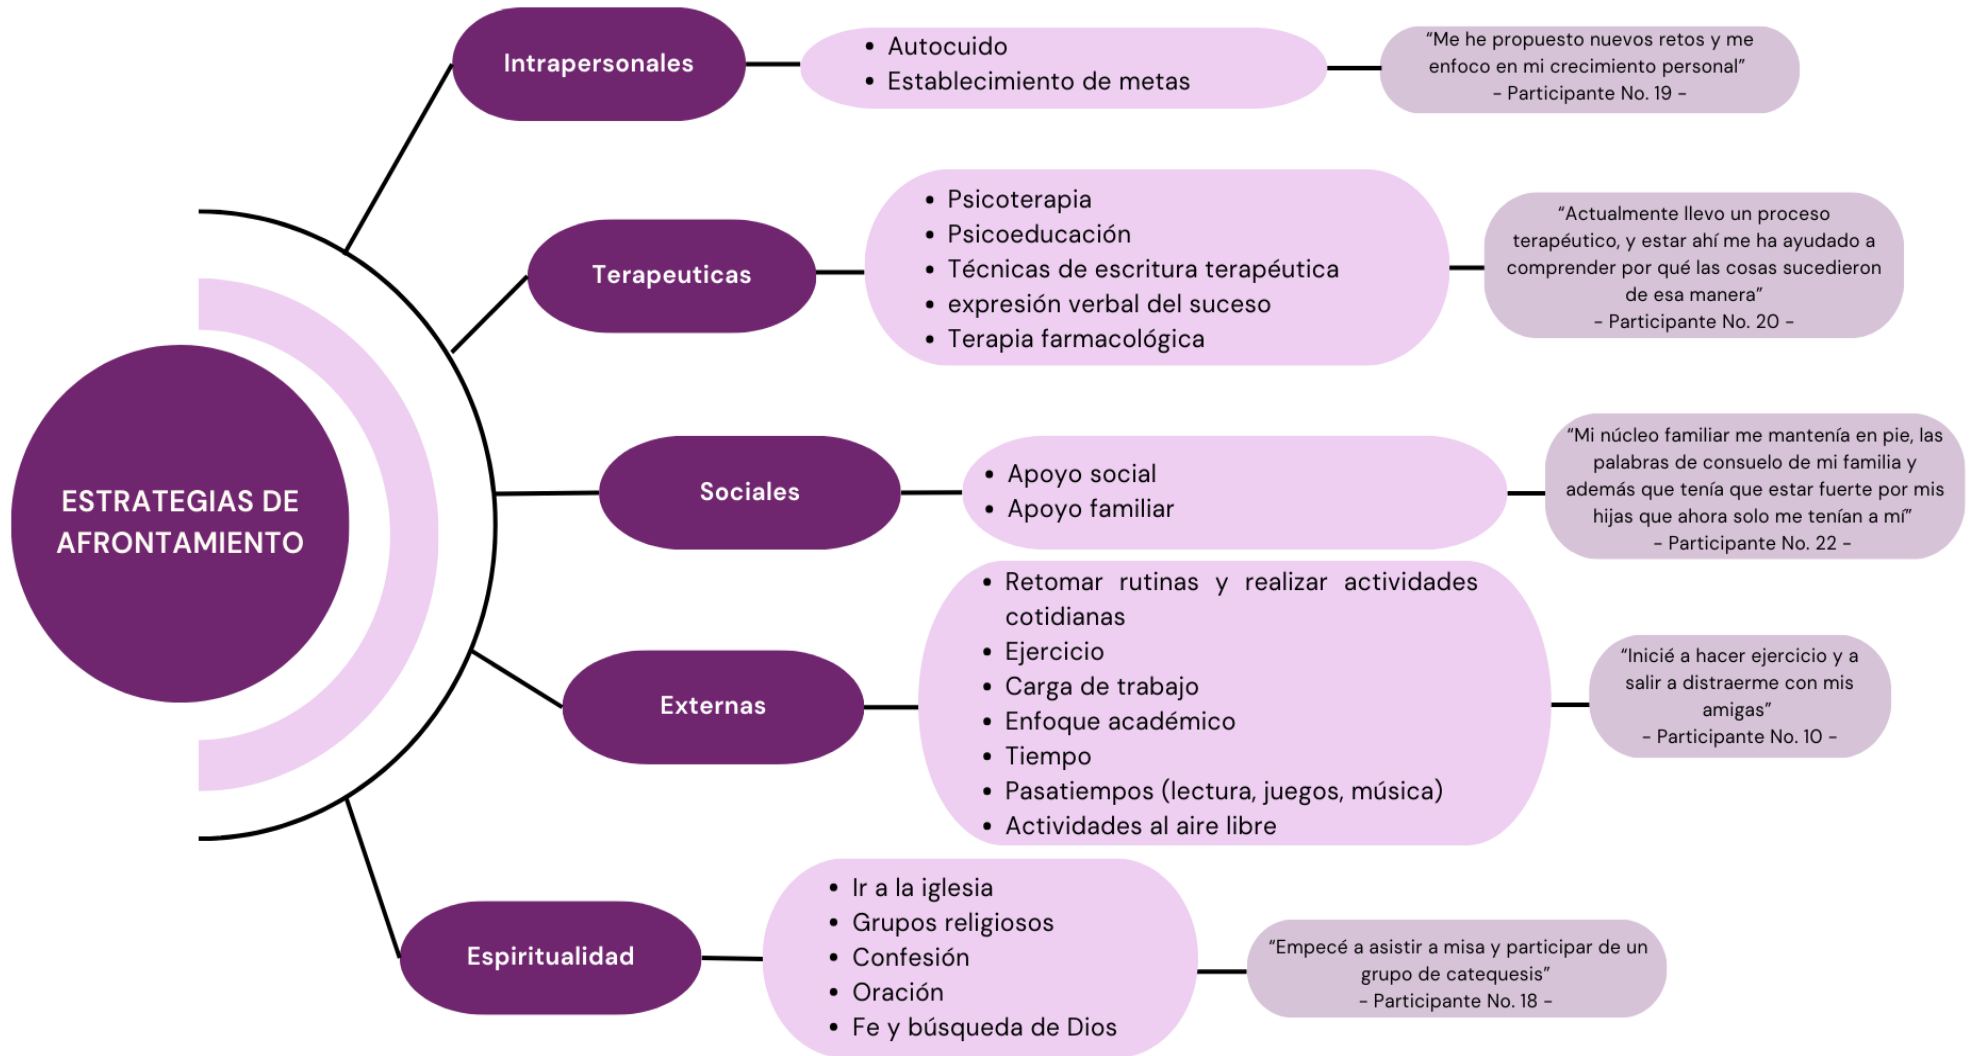 ESTRATEGIAS DE
AFRONTAMIENTO
Intrapersonales
• Autocuido
• Establecimiento de metas
“Me he propuesto nuevos retos y me
enfoco en mi crecimiento personal”
- Participante No. 19 -
Terapeuticas
• Psicoterapia
• Psicoeducación
• Técnicas de escritura terapéutica
• expresión verbal del suceso
• Terapia farmacológica
“Actualmente llevo un proceso
terapéutico, y estar ahí me ha ayudado a
comprender por qué las cosas sucedieron
de esa manera”
- Participante No. 20 -
Sociales
• Apoyo social
• Apoyo familiar
“Mi núcleo familiar me mantenía en pie, las
palabras de consuelo de mi familia y
además que tenía que estar fuerte por mis
hijas que ahora solo me tenían a mí”
- Participante No. 22 -
Externas
• Retomar rutinas y realizar actividades
cotidianas
• Ejercicio
• Carga de trabajo
• Enfoque académico
• Tiempo
• Pasatiempos (lectura, juegos, música)
• Actividades al aire libre
“Inicié a hacer ejercicio y a
salir a distraerme con mis
amigas”
- Participante No. 10 -
Espiritualidad
• Ir a la iglesia
• Grupos religiosos
• Confesión
• Oración
• Fe y búsqueda de Dios
“Empecé a asistir a misa y participar de un
grupo de catequesis”
- Participante No. 18 -